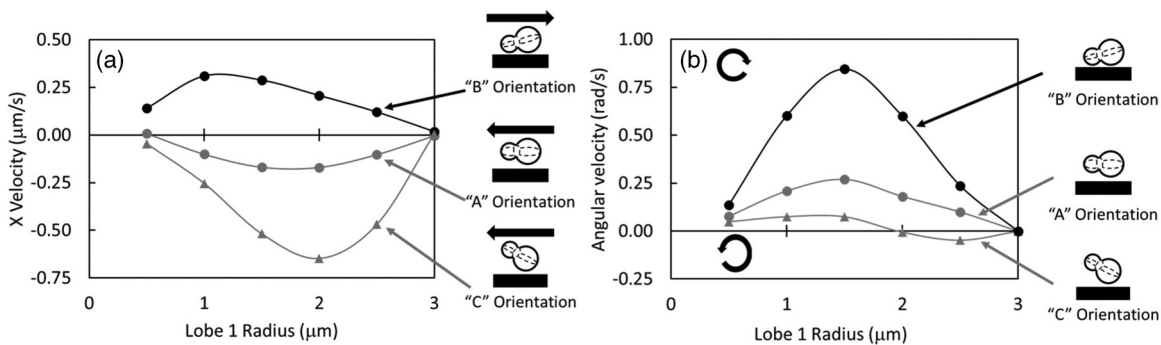 (a)
X Velocity (μm/s)
0.50
0.25
0.00
-0.25
-0.50
-0.75
0
1
2
3
Lobe 1 Radius (μm)
"B" Orientation
"A" Orientation
"C" Orientation
(b)
Angular velocity (rad/s)
1.00
0.75
0.50
0.25
0.00
-0.25
0
1
2
3
Lobe 1 Radius (μm)
"B" Orientation
"A" Orientation
"C" Orientation